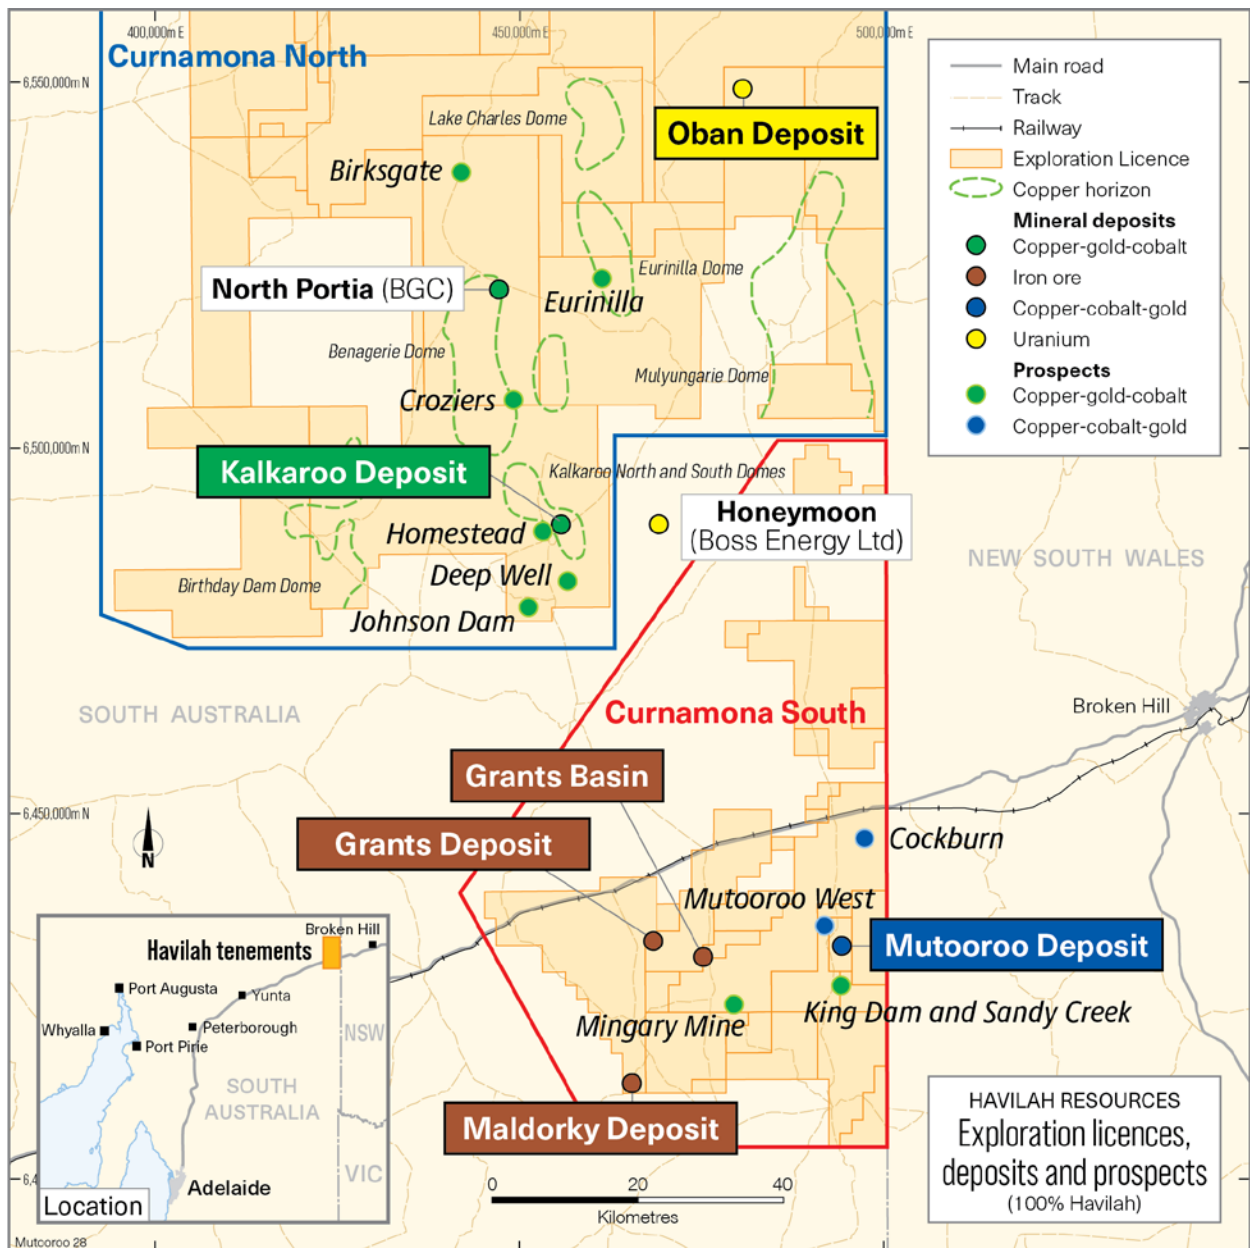 400,000m E
450,000m E
500,000m E
Curnamona North
6,550,000m N
Lake Charles Dome
Oban Deposit
Birksgate
Eurinilla Dome
North Portia (BGC)
Eurinilla
Benagerie Dome
Mulyungarie Dome
Croziers
6,500,000m N
Kalkaroo Deposit
Kalkaroo North and South Domes
Honeymoon
(Boss Energy Ltd)
Homestead
Deep Well
Birthday Dam Dome
Johnson Dam
NEW SOUTH WALES
SOUTH AUSTRALIA
Curnamona South
Broken Hill
Grants Basin
6,450,000m N
Grants Deposit
Cockburn
N
Mutooroo West
Mutooroo Deposit
King Dam and Sandy Creek
Mingary Mine
Maldorky Deposit
0
20
40
Kilometres
Main road
Track
Railway
Exploration Licence
Copper horizon
Mineral deposits
Copper-gold-cobalt
Iron ore
Copper-cobalt-gold
Uranium
Prospects
Copper-gold-cobalt
Copper-cobalt-gold
Broken Hill
Havilah tenements
Port Augusta
Yunta
Whyalla
Peterborough
NSW
Port Pirie
SOUTH
AUSTRALIA
VIC
Adelaide
Location
6,4
HAVILAH RESOURCES
Exploration licences,
deposits and prospects
(100% Havilah)
Mutcoroo 28